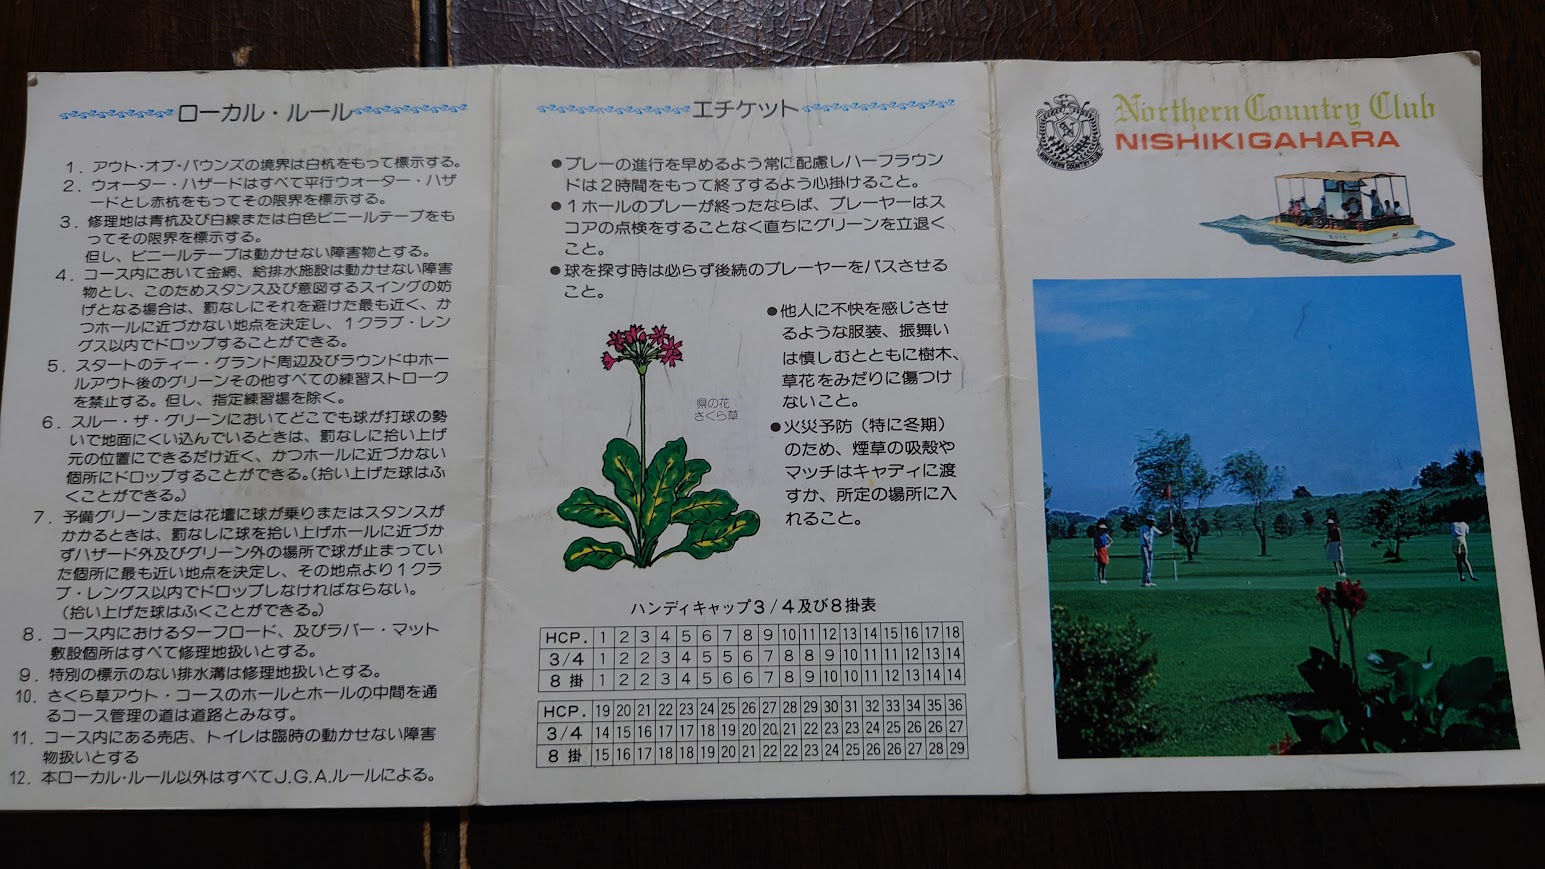 ローカル・ルール
1. アウト・オブ・バウンズの境界は白杭をもって標示する。
2. ウォーター・ハザードはすべて平行ウォーター・ハザ
ードとし赤杭をもってその限界を標示する。
3. 修理地は青杭及び白線または白色ビニールテープをも
ってその限界を標示する。
但し、ビニールテープは動かせない障害物とする。
4. コース内において金網、給排水施設は動かせない障害
物とし、このためスタンス及び意図するスイングの妨
げとなる場合は、罰なしにそれを避けた最も近く、か
つホールに近づかない地点を決定し、1クラブ・レン
グス以内でドロップすることができる。
5. スタートのティー・グランド周辺及びラウンド中ホー
ルアウト後のグリーンその他すべての練習ストローク
を禁止する。但し、指定練習場を除く。
6. スルー・ザ・グリーンにおいてどこでも球が打球の勢
いで地面にくい込んでいるときは、罰なしに拾い上げ
元の位置にできるだけ近く、かつホールに近づかない
個所にドロップすることができる。(拾い上げた球はふ
くことができる。)
7. 予備グリーンまたは花壇に球が乗りまたはスタンスが
かかるときは、罰なしに球を拾い上げホールに近づか
ずハザード外及びグリーン外の場所で球が止まってい
た個所に最も近い地点を決定し、その地点より1クラ
ブ・レングス以内でドロップしなければならない。
(拾い上げた球はふくことができる。)
8. コース内におけるターフロード、及びラバー・マット
敷設個所はすべて修理地扱いとする。
9. 特別の標示のない排水溝は修理地扱いとする。
10. さくら草アウト・コースのホールとホールの中間を通
るコース管理の道は道路とみなす。
11. コース内にある売店、トイレは臨時の動かせない障害
物扱いとする
12. 本ローカル・ルール以外はすべてJ.G.A.ルールによる。
エチケット
●プレーの進行を早めるよう常に配慮しハーフラウン
ドは2時間をもって終了するよう心掛けること。
●1ホールのプレーが終ったならば、プレーヤーはス
コアの点検をすることなく直ちにグリーンを立退く
こと。
●球を探す時は必らず後続のプレーヤーをパスさせる
こと。
●他人に不快を感じさせ
るような服装、振舞い
は慎しむとともに樹木、
草花をみだりに傷つけ
ないこと。
●火災予防(特に冬期)
のため、煙草の吸殻や
マッチはキャディに渡
すか、所定の場所に入
れること。
県の花
さくら草
ハンディキャップ3/4及び8掛表
HCP. 1 2 3 4 5 6 7 8 9 10 11 12 13 14 15 16 17 18
3/4 1 2 2 3 4 5 5 6 7 8 8 9 10 11 11 12 13 14
8掛 1 2 2 3 4 5 6 6 7 8 9 10 10 11 12 13 14 14
HCP. 19 20 21 22 23 24 25 26 27 28 29 30 31 32 33 34 35 36
3/4 14 15 16 17 17 18 19 20 20 21 22 23 23 24 25 26 26 27
8掛 15 16 17 18 18 19 20 21 22 22 23 24 25 26 26 27 28 29
Northern Country Club
NISHIKIGAHARA